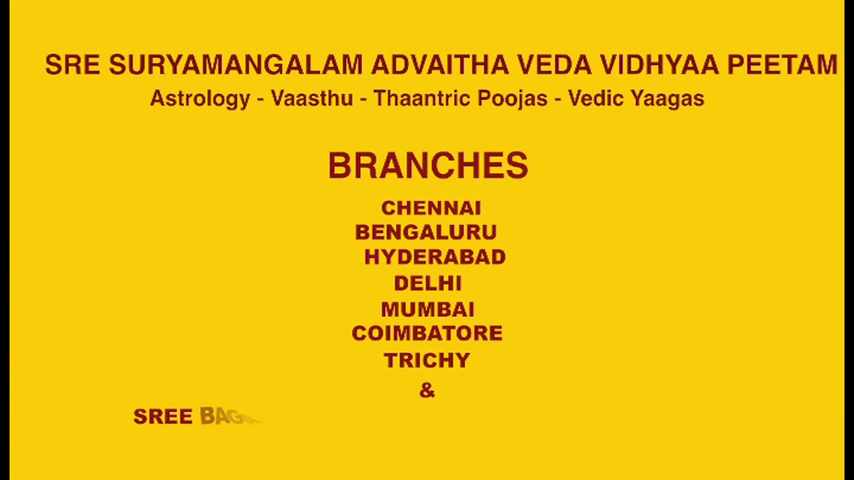 SRE SURYAMANGALAM ADVAITHA VEDA VIDHYAA PEETAM
Astrology - Vaasthu - Thaantric Poojas - Vedic Yaagas
BRANCHES
CHENNAI
BENGALURU
HYDERABAD
DELHI
MUMBAI
COIMBATORE
TRICHY
&
SREE